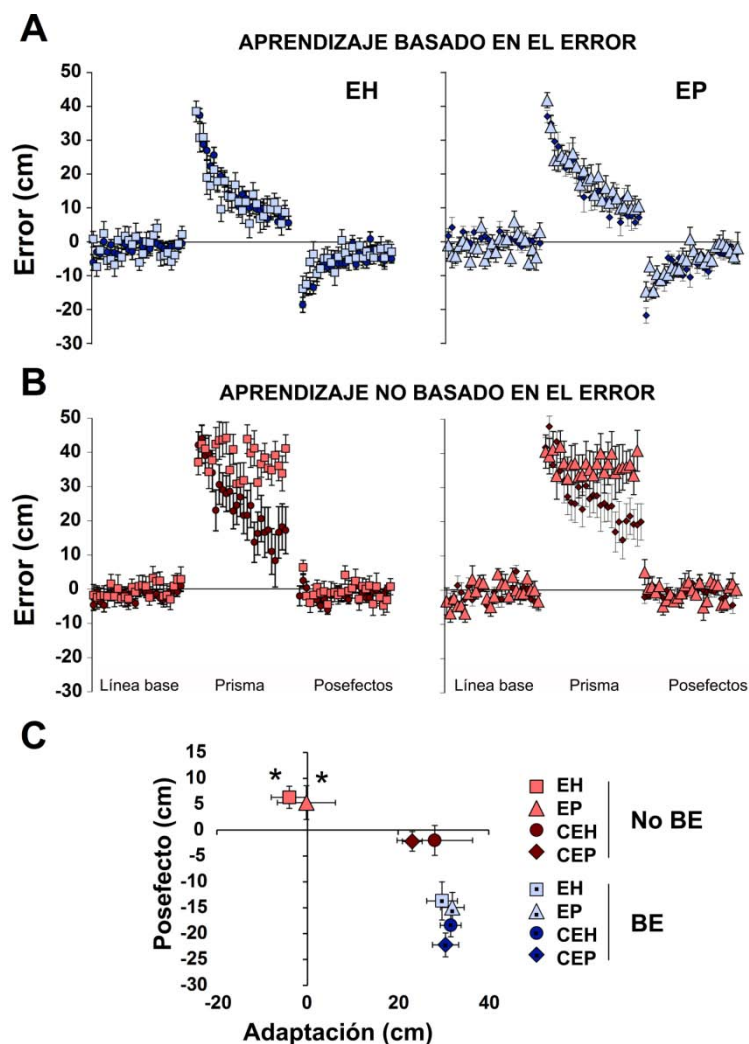 A
APRENDIZAJE BASADO EN EL ERROR
EH
EP
Error (cm)
50
40
30
20
10
0
-10
-20
-30
B
APRENDIZAJE NO BASADO EN EL ERROR
Error (cm)
50
40
30
20
10
0
-10
-20
-30
Línea base Prisma Posefectos
Línea base Prisma Posefectos
C
Posefecto (cm)
15
10
5
0
-5
-10
-15
-20
-25
-30
* *
-20 0 20 40
Adaptación (cm)
EH
EP
CEH
CEP
No BE
EH
EP
CEH
CEP
BE